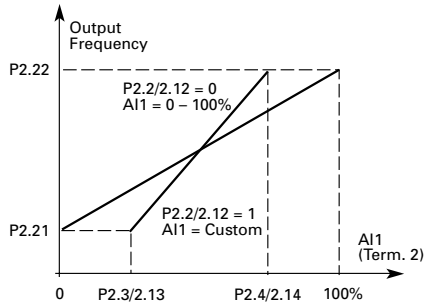 Output
Frequency
P2.22
P2.2/2.12 = 0
AI1 = 0 – 100%
P2.2/2.12 = 1
AI1 = Custom
P2.21
AI1
(Term. 2)
0
P2.3/2.13
P2.4/2.14
100%